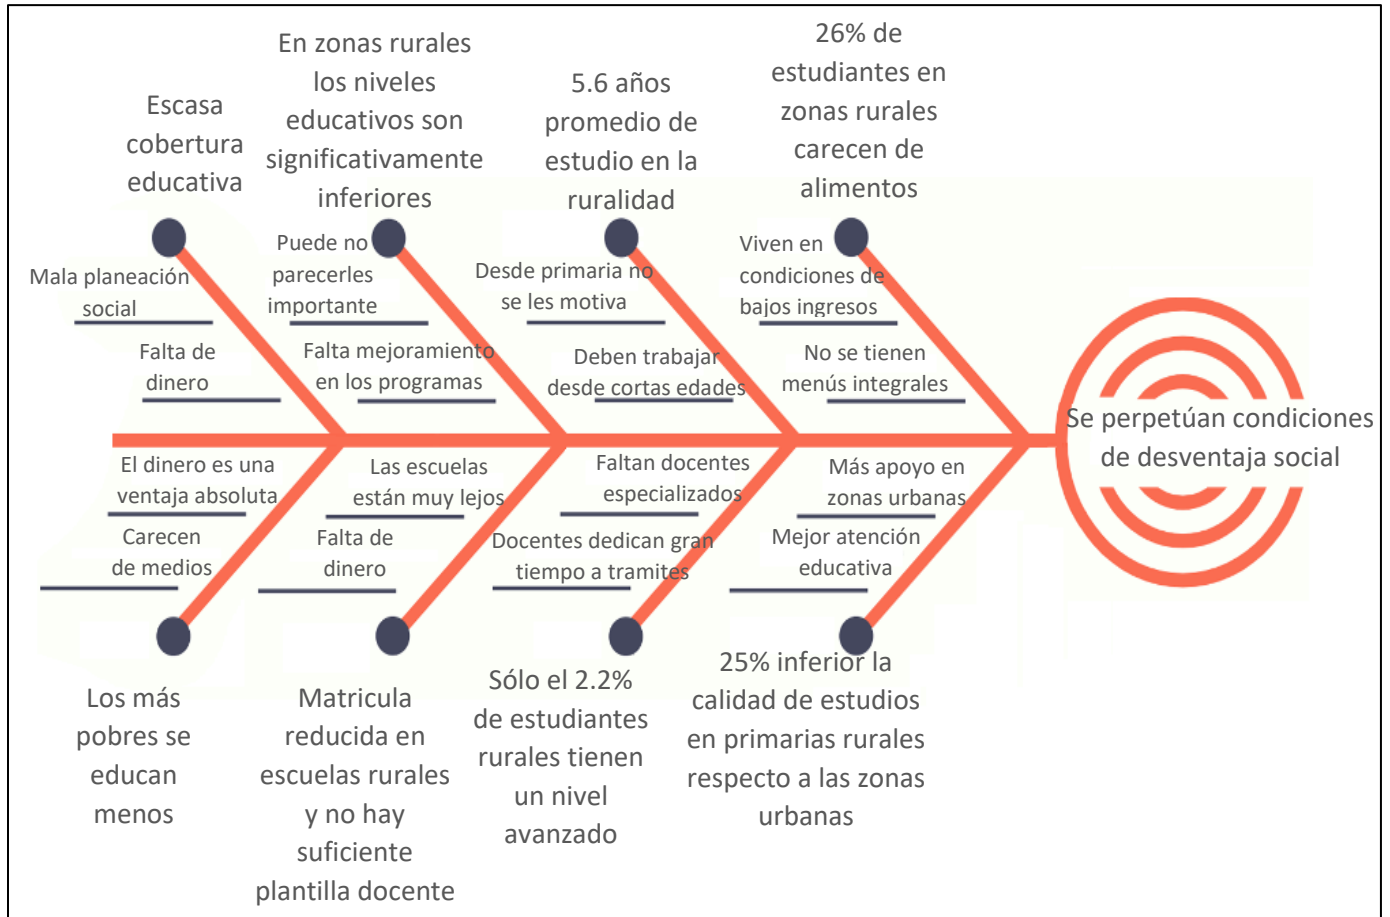 Escasa
cobertura
educativa
En zonas rurales
los niveles
educativos son
significativamente
inferiores
5.6 años
promedio de
estudio en la
ruralidad
26% de
estudiantes en
zonas rurales
carecen de
alimentos
Mala planeación
social
Falta de
dinero
Puede no
parecerles
importante
Falta mejoramiento
en los programas
Desde primaria no
se les motiva
Deben trabajar
desde cortas edades
Viven en
condiciones de
bajos ingresos
No se tienen
menús integrales
Se perpetúan condiciones
de desventaja social
El dinero es una
ventaja absoluta
Carecen
de medios
Las escuelas
están muy lejos
Falta de
dinero
Faltan docentes
especializados
Docentes dedican gran
tiempo a tramites
Más apoyo en
zonas urbanas
Mejor atención
educativa
Los más
pobres se
educan
menos
Matricula
reducida en
escuelas rurales
y no hay
suficiente
plantilla docente
Sólo el 2.2%
de estudiantes
rurales tienen
un nivel
avanzado
25% inferior la
calidad de estudios
en primarias rurales
respecto a las zonas
urbanas